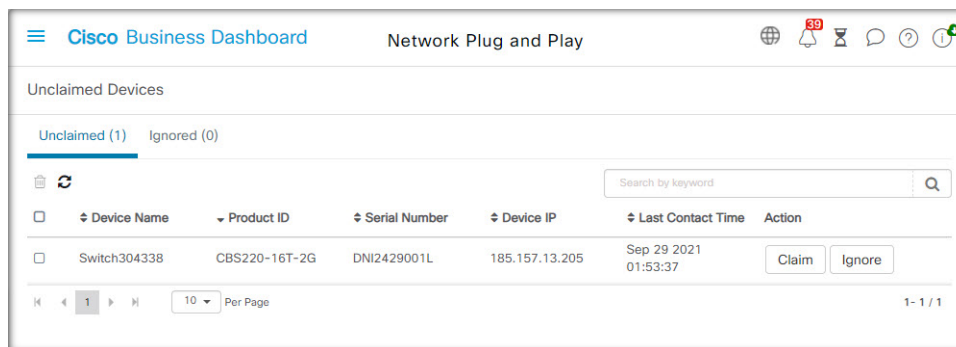 Cisco Business Dashboard Network Plug and Play 39
Unclaimed Devices
Unclaimed (1) Ignored (0)
Search by keyword
Device Name Product ID Serial Number Device IP Last Contact Time Action
Switch304338 CBS220-16T-2G DNI2429001L 185.157.13.205 Sep 29 2021 Claim Ignore
01:53:37
1 10 Per Page 1- 1 / 1